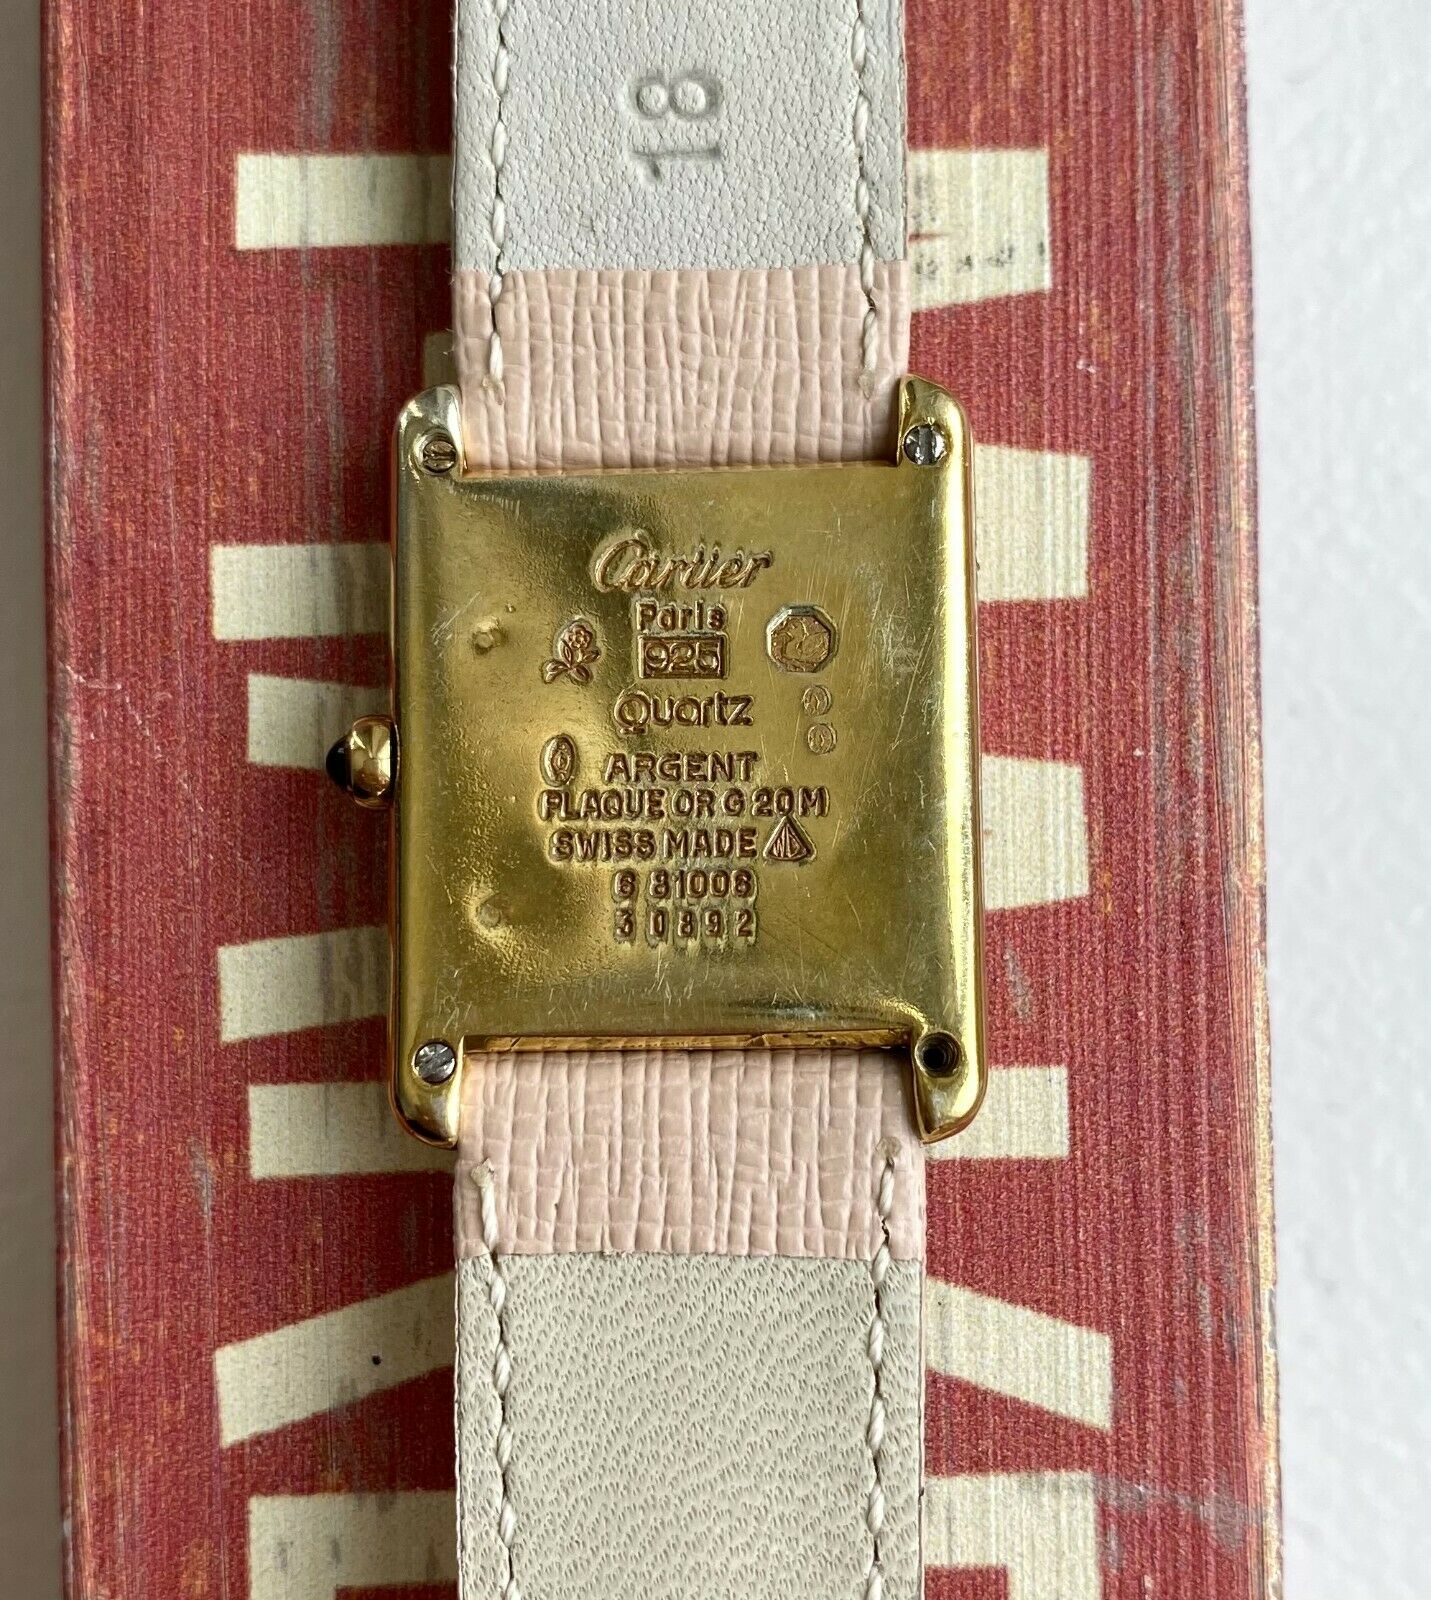 18
Cartier
Paris
925
Quartz
ARGENT
PLAQUE OR G 20M
SWISS MADE
6 81006
30892